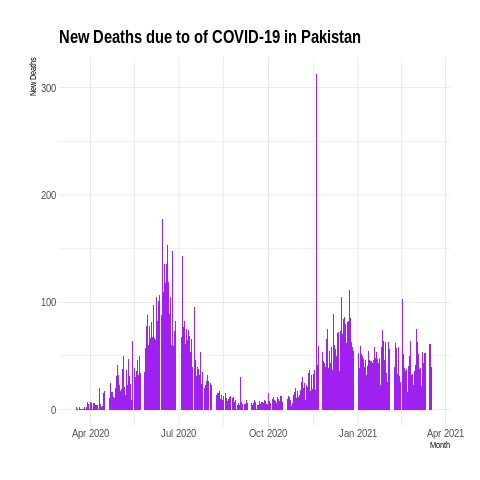 New Deaths due to of COVID-19 in Pakistan
New Deaths
300
200
100
0
Apr 2020 Jul 2020 Oct 2020 Jan 2021 Apr 2021
Month